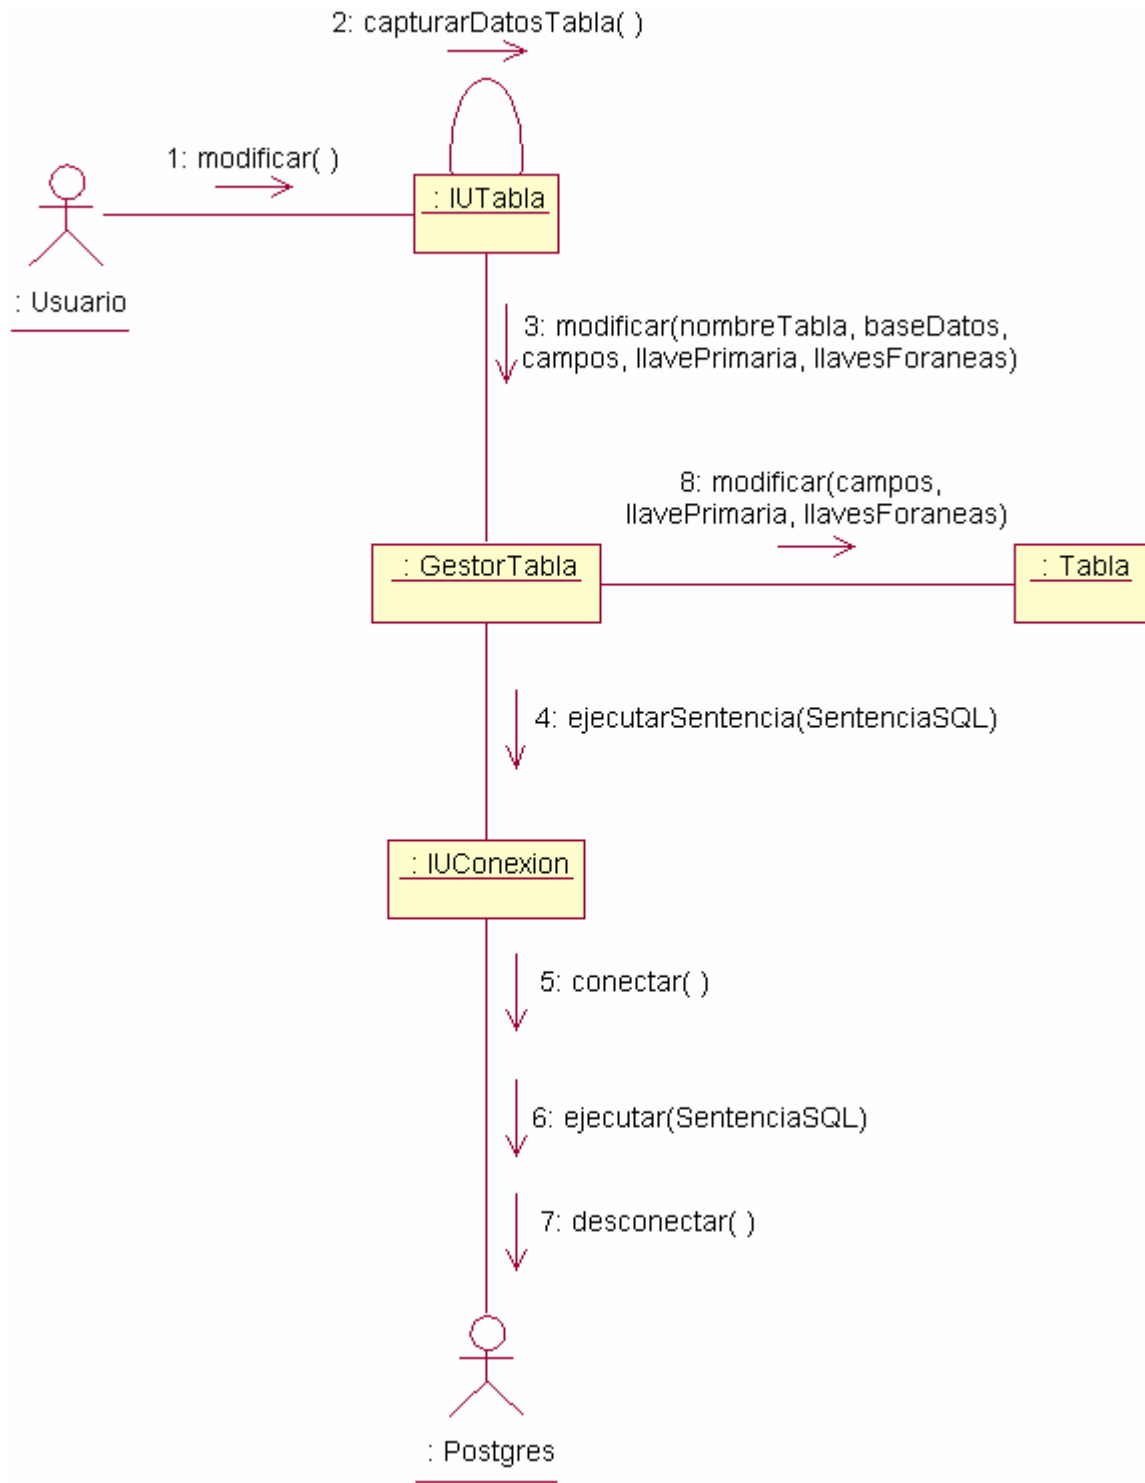 2: capturarDatosTabla( )
1: modificar( )
: IUTabla
: Usuario
3: modificar(nombreTabla, baseDatos,
campos, llavePrimaria, llavesForaneas)
8: modificar(campos,
llavePrimaria, llavesForaneas)
: GestorTabla
: Tabla
4: ejecutarSentencia(SentenciaSQL)
: IUConexion
5: conectar( )
6: ejecutar(SentenciaSQL)
7: desconectar( )
: Postgres